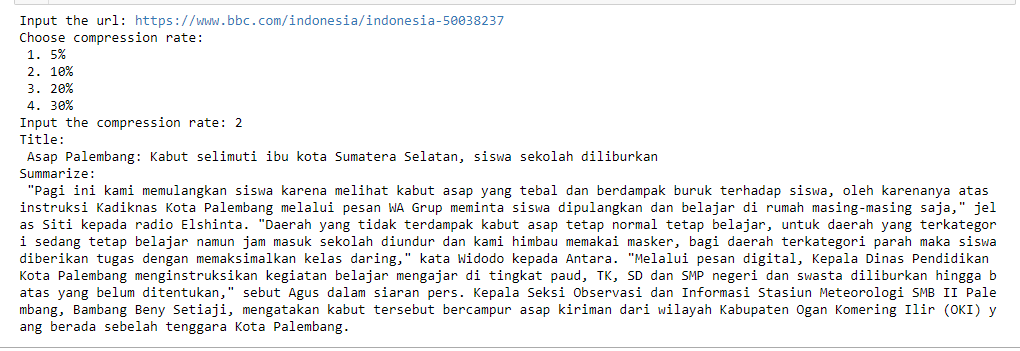 Input the url: https://www.bbc.com/indonesia/indonesia-50038237
Choose compression rate:
1. 5%
2. 10%
3. 20%
4. 30%
Input the compression rate: 2
Title:
Asap Palembang: Kabut selimuti ibu kota Sumatera Selatan, siswa sekolah diliburkan
Summarize:
"Pagi ini kami memulangkan siswa karena melihat kabut asap yang tebal dan berdampak buruk terhadap siswa, oleh karenanya atas
instruksi Kadiknas Kota Palembang melalui pesan WA Grup meminta siswa dipulangkan dan belajar di rumah masing-masing saja," jel
as Siti kepada radio Elshinta. "Daerah yang tidak terdampak kabut asap tetap normal tetap belajar, untuk daerah yang terkategor
i sedang tetap belajar namun jam masuk sekolah diundur dan kami himbau memakai masker, bagi daerah terkategori parah maka siswa
diberikan tugas dengan memaksimalkan kelas daring," kata Widodo kepada Antara. "Melalui pesan digital, Kepala Dinas Pendidikan
Kota Palembang menginstruksikan kegiatan belajar mengajar di tingkat paud, TK, SD dan SMP negeri dan swasta diliburkan hingga b
atas yang belum ditentukan," sebut Agus dalam siaran pers. Kepala Seksi Observasi dan Informasi Stasiun Meteorologi SMB II Pale
mbang, Bambang Beny Setiaji, mengatakan kabut tersebut bercampur asap kiriman dari wilayah Kabupaten Ogan Komering Ilir (OKI) y
ang berada sebelah tenggara Kota Palembang.